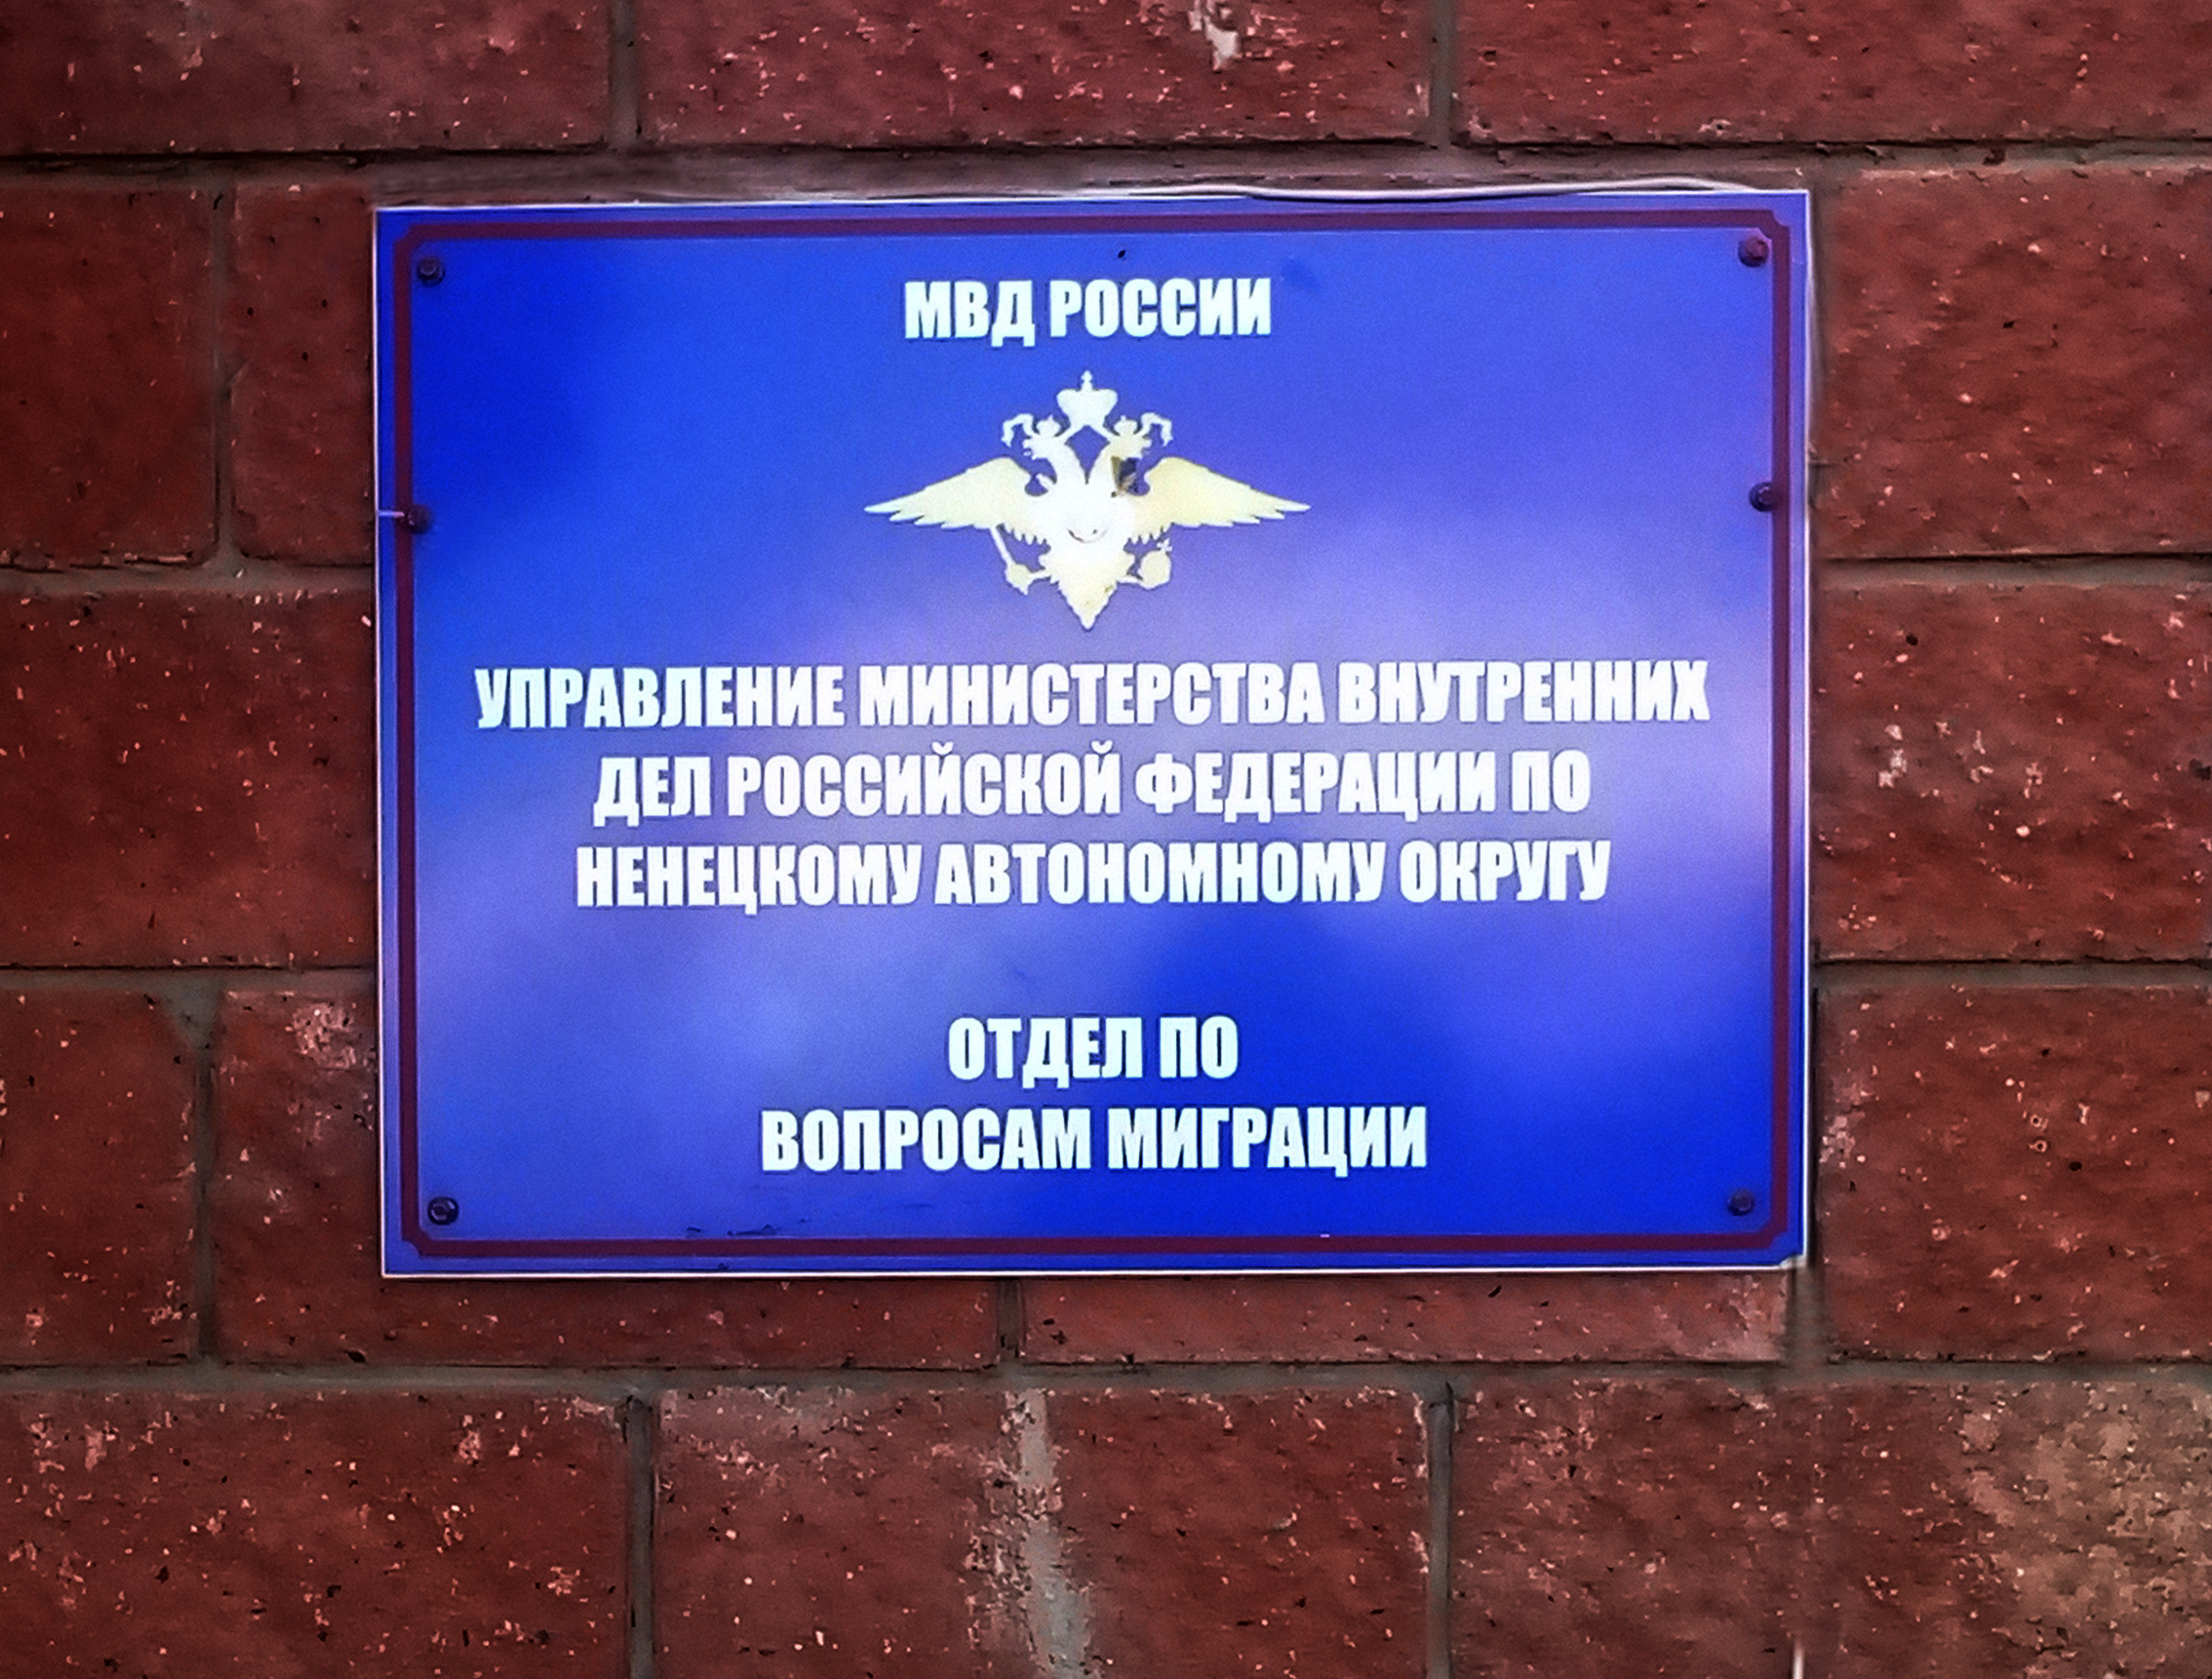 МВД РОССИИ
УПРАВЛЕНИЕ МИНИСТЕРСТВА ВНУТРЕННИХ
ДЕЛ РОССИЙСКОЙ ФЕДЕРАЦИИ ПО
НЕНЕЦКОМУ АВТОНОМНОМУ ОКРУГУ
ОТДЕЛ ПО
ВОПРОСАМ МИГРАЦИИ